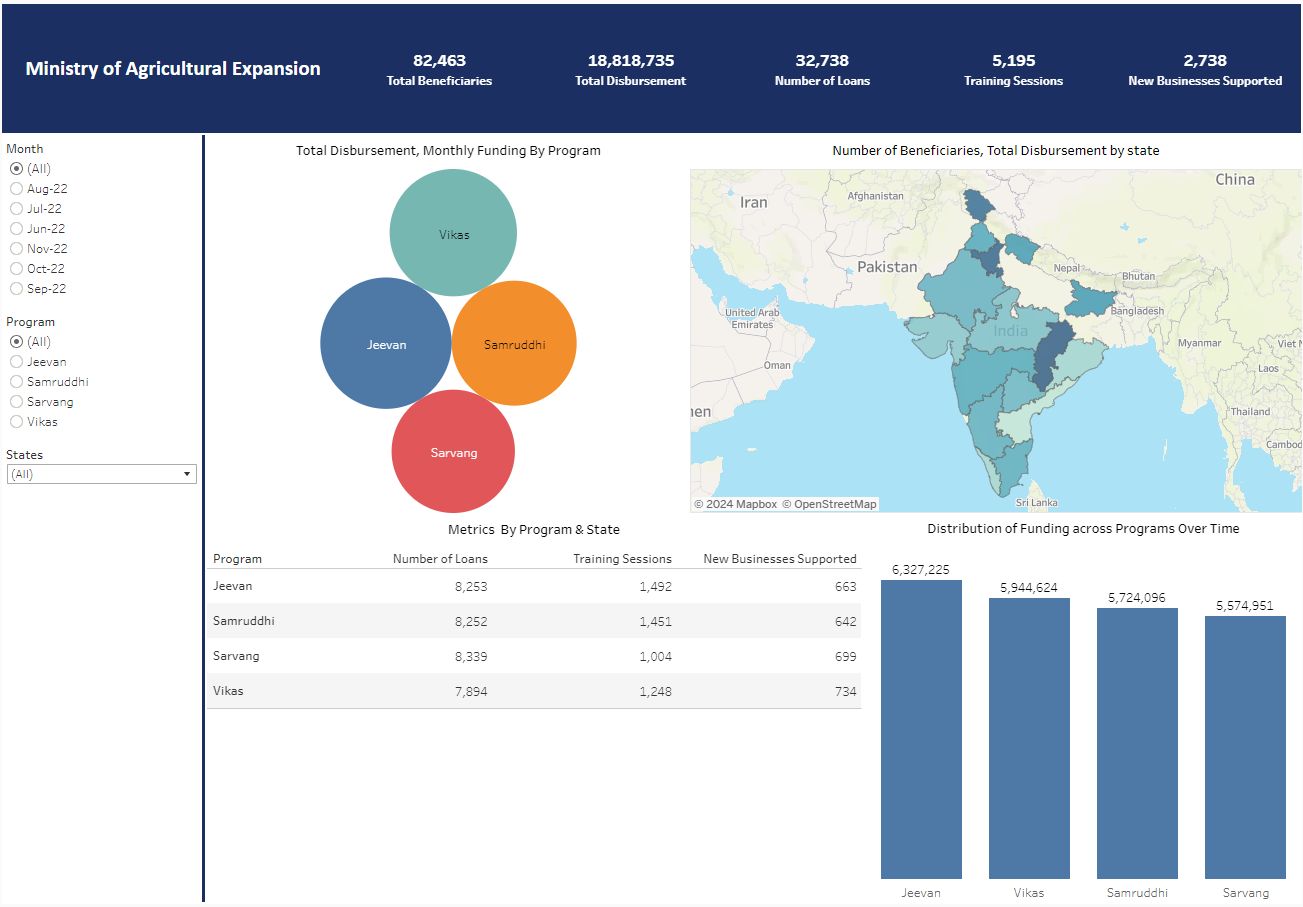 Ministry of Agricultural Expansion
82,463
Total Beneficiaries
18,818,735
Total Disbursement
32,738
Number of Loans
5,195
Training Sessions
2,738
New Businesses Supported
Month
(All)
Aug-22
Jul-22
Jun-22
Nov-22
Oct-22
Sep-22
Program
(All)
Jeevan
Samruddhi
Sarvang
Vikas
States
(All)
Total Disbursement, Monthly Funding By Program
Vikas
Jeevan
Samruddhi
Sarvang
Number of Beneficiaries, Total Disbursement by state
China
Afghanistan
Iran
Pakistan
Nepal
Bhutan
United Arab
Emirates
Bangladesh
India
Myanmar
Viet N
Oman
Laos
Thailand
men
Cambod
Sri Lanka
© 2024 Mapbox © OpenStreetMap
Metrics By Program & State
Program Number of Loans Training Sessions New Businesses Supported
Jeevan 8,253 1,492 663
Samruddhi 8,252 1,451 642
Sarvang 8,339 1,004 699
Vikas 7,894 1,248 734
Distribution of Funding across Programs Over Time
6,327,225
5,944,624
5,724,096
5,574,951
Jeevan Vikas Samruddhi Sarvang